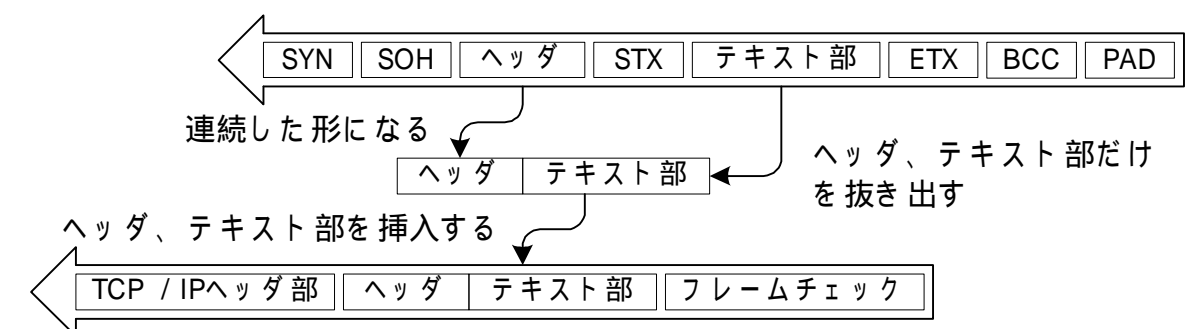 SYN SOH ヘッダ STX テキスト部 ETX BCC PAD
連続した形になる
ヘッダ、テキスト部だけ
を抜き出す
ヘッダ テキスト部
ヘッダ、テキスト部を挿入する
TCP / IPヘッダ部 ヘッダ テキスト部 フレームチェック